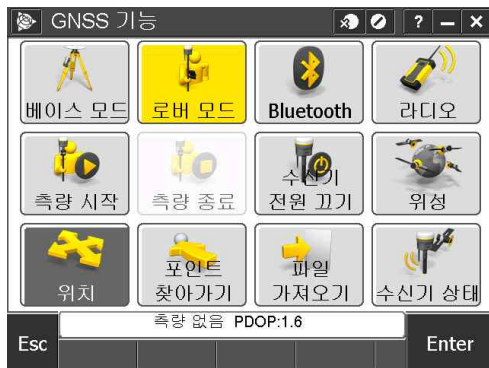 GNSS 기능
? – ×
베이스 모드 로버 모드 Bluetooth 라디오
측량 시작 측량 종료 수신기 전원 끄기 위성
위치 포인트 찾아가기 파일 가져오기 수신기 상태
측량 없음 PDOP:1.6
Esc Enter